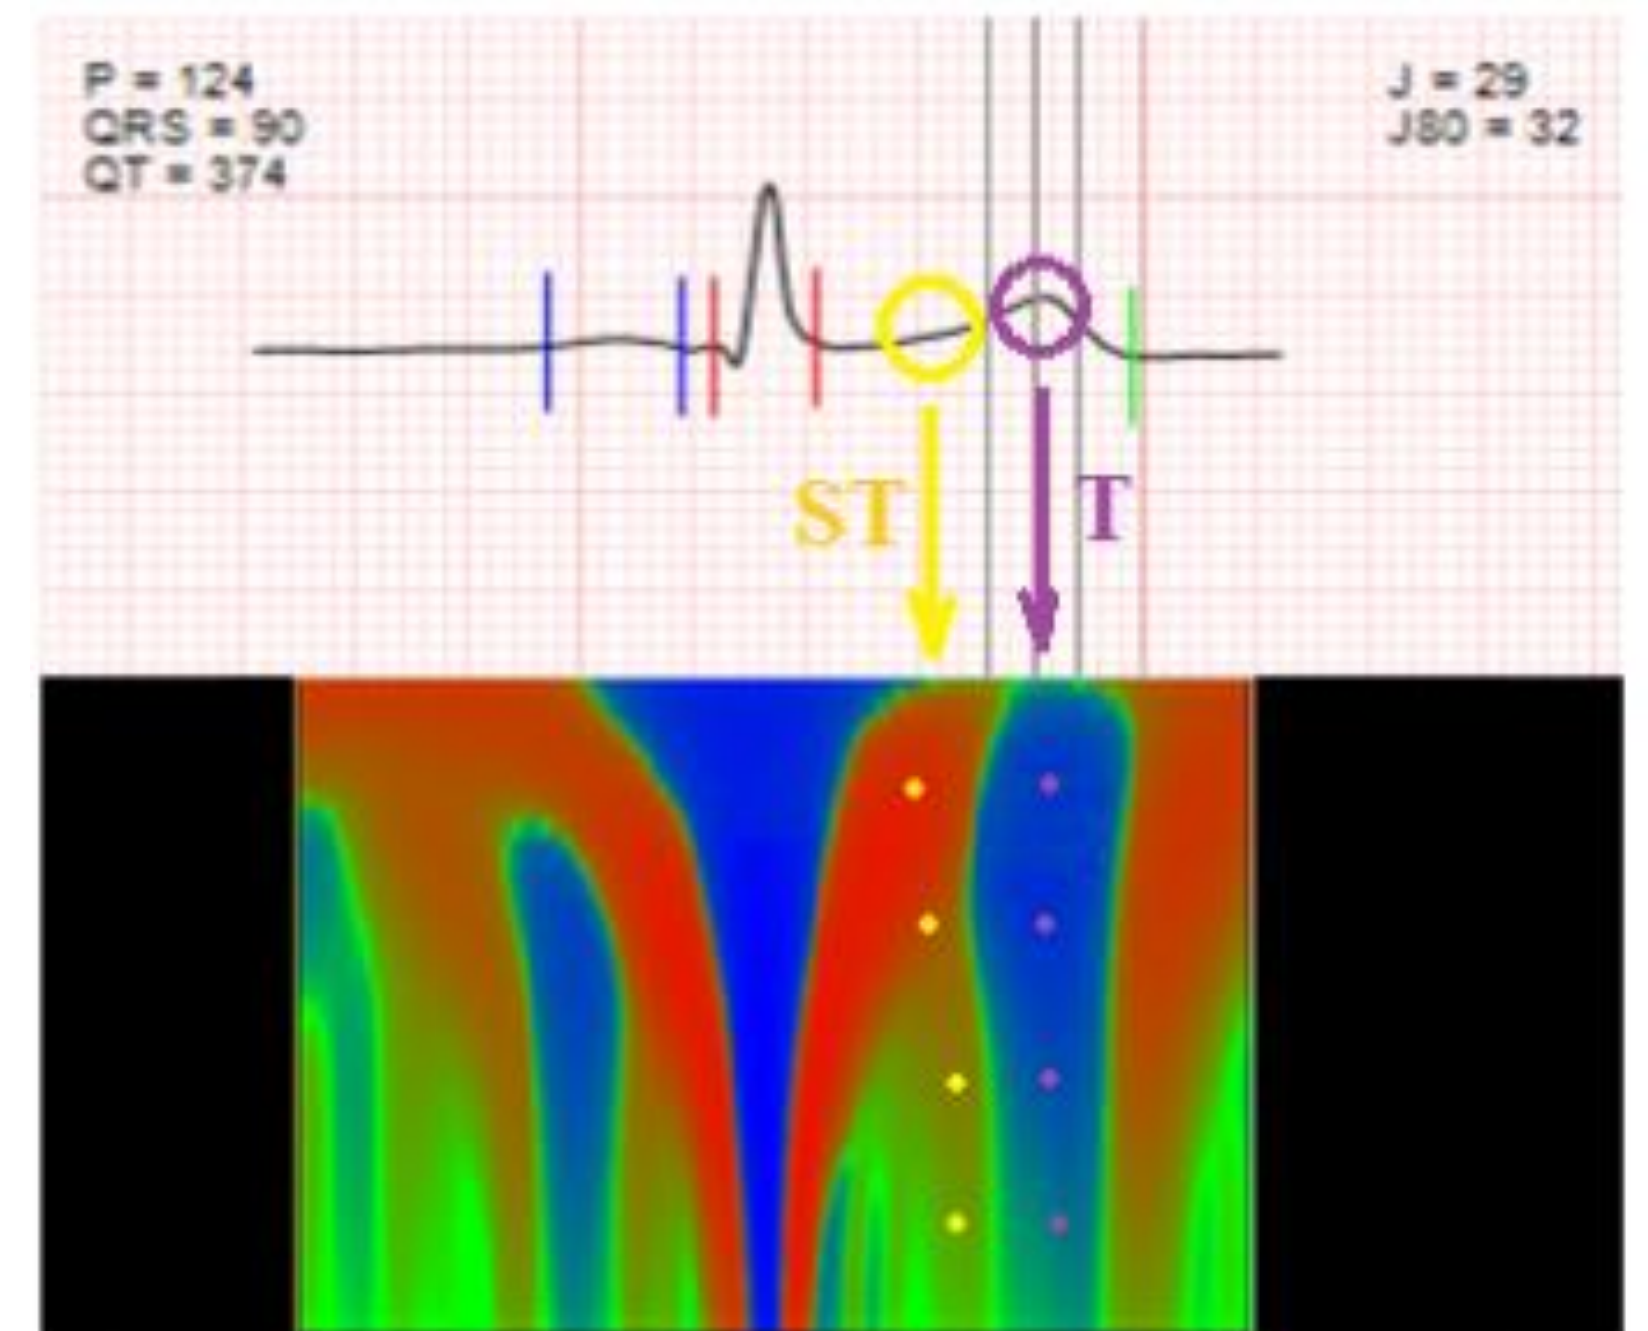 P = 124
QRS = 90
QT = 374
J = 29
J80 = 32
ST
T